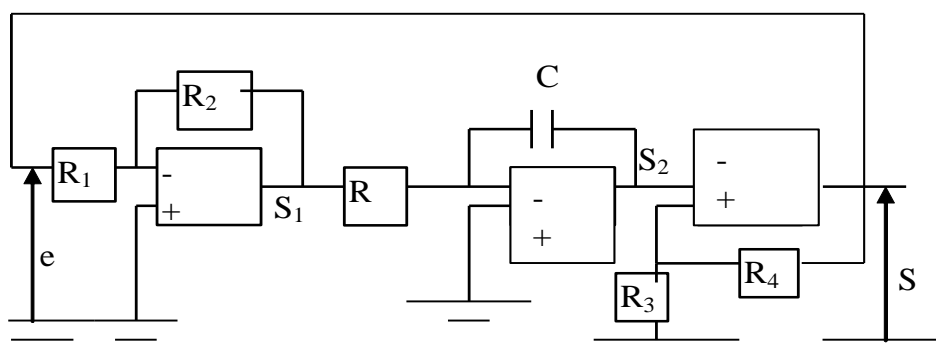 C
R₂
S₂
-
R₁
-
R
-
+
S₁
+
+
e
R₃
R₄
S